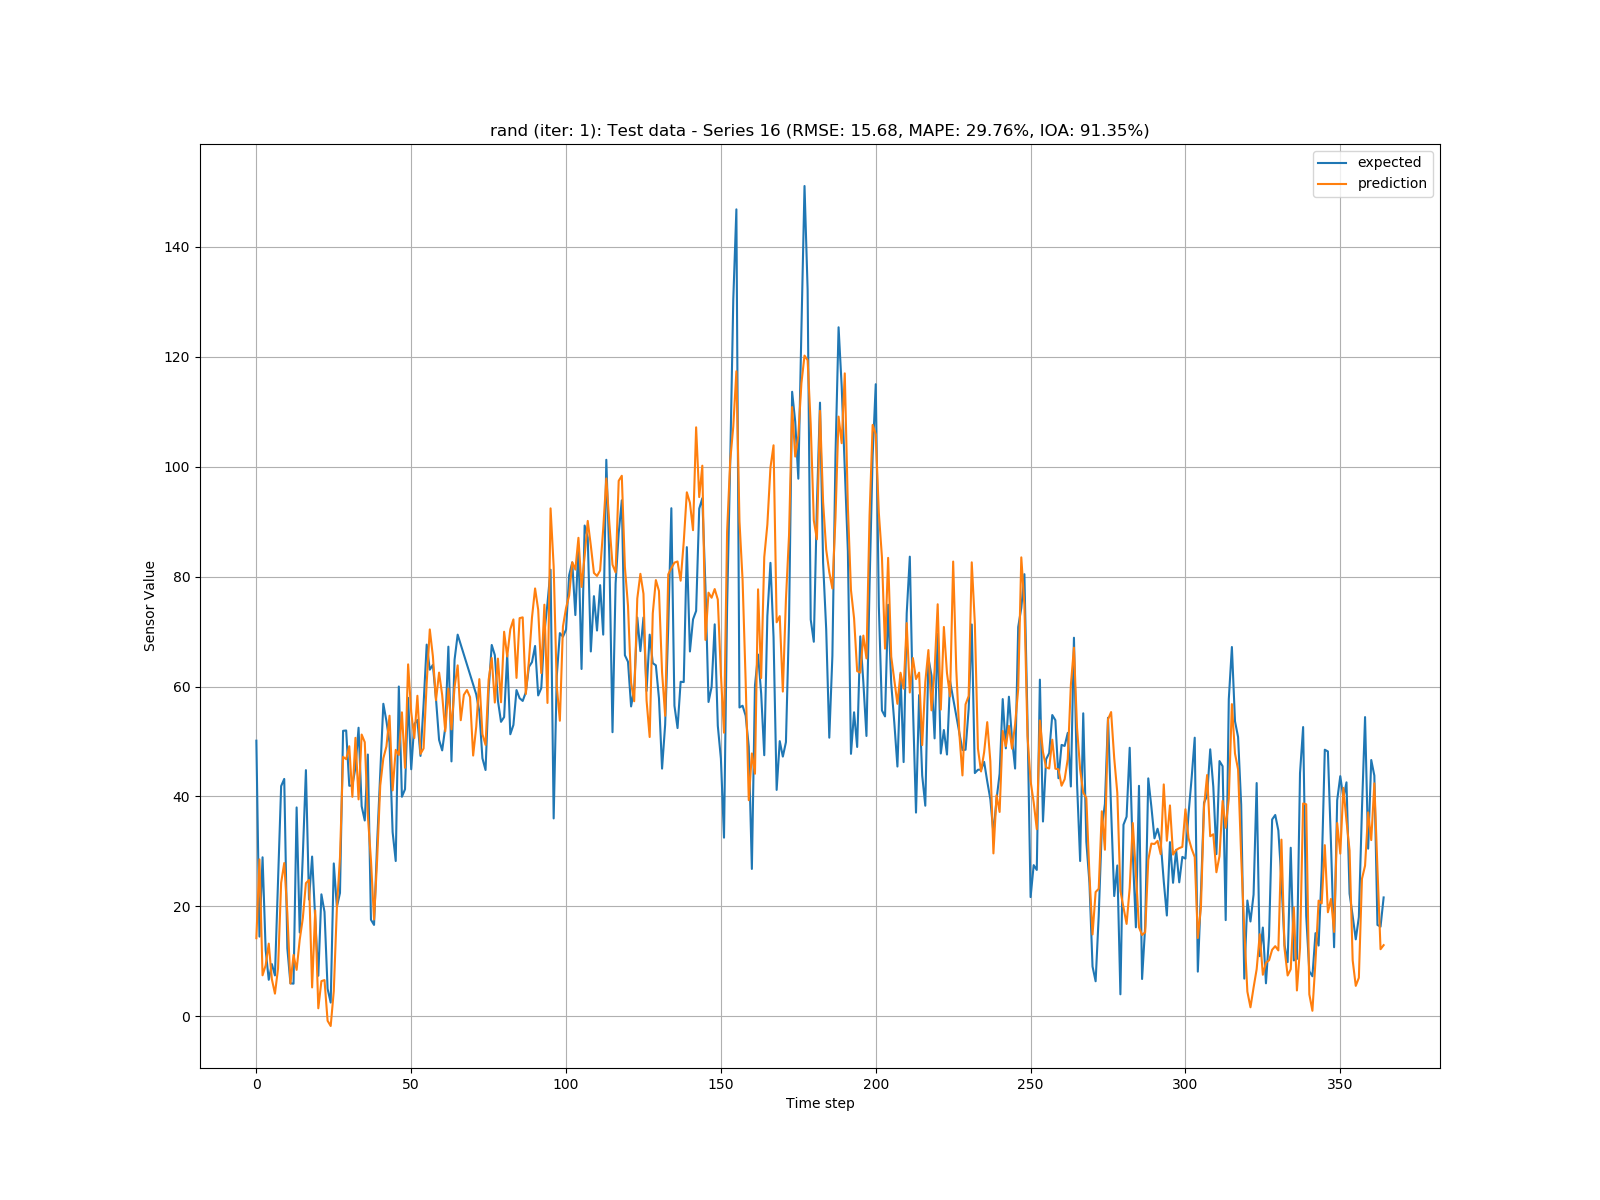 rand (iter: 1): Test data - Series 16 (RMSE: 15.68, MAPE: 29.76%, IOA: 91.35%)
expected
prediction
140
120
100
80
60
40
20
0
Sensor Value
0 50 100 150 200 250 300 350
Time step